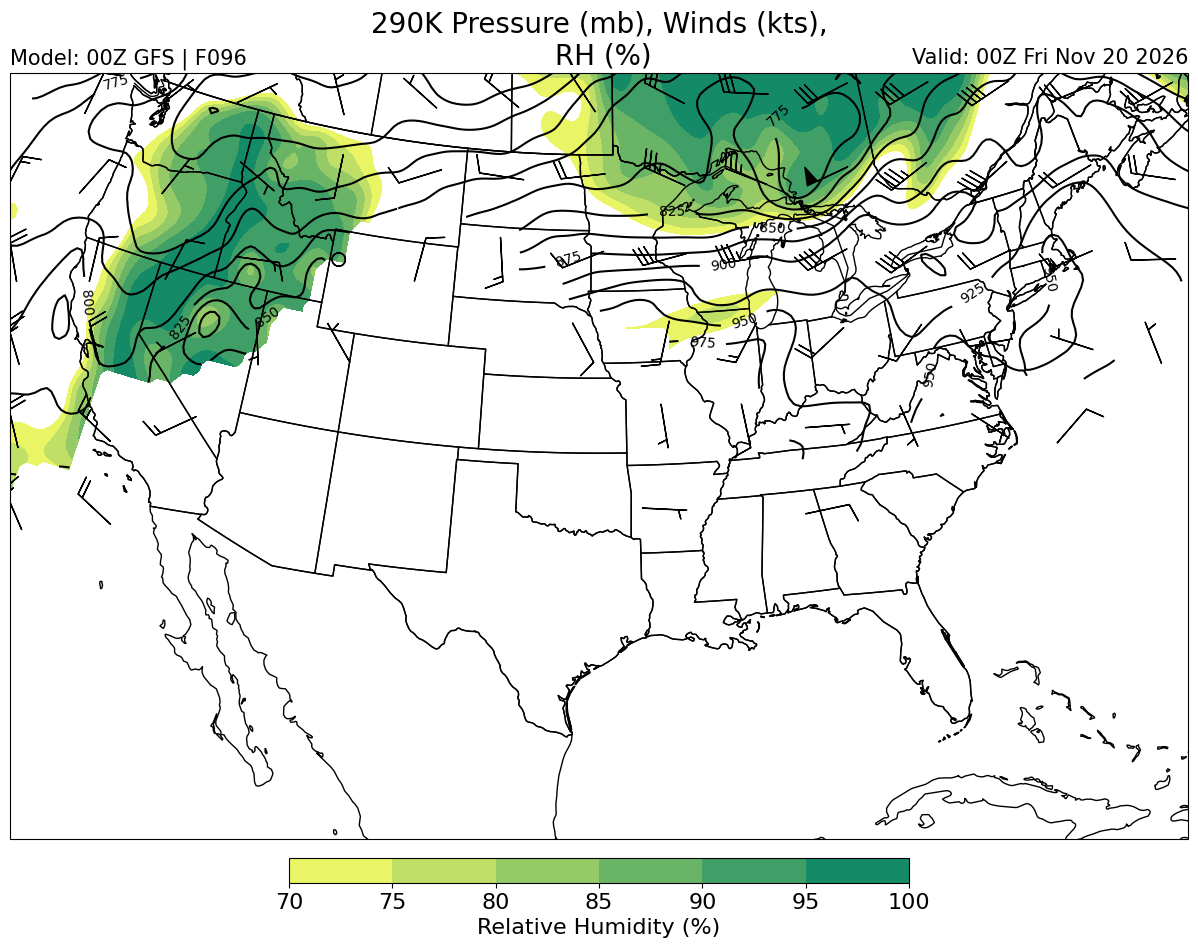 290K Pressure (mb), Winds (kts),
RH (%)
Model: 00Z GFS | F096
Valid: 00Z Fri Nov 20 2026
775
775
825
850
875
900
800
825
850
925
950
950
975
950
70 75 80 85 90 95 100
Relative Humidity (%)